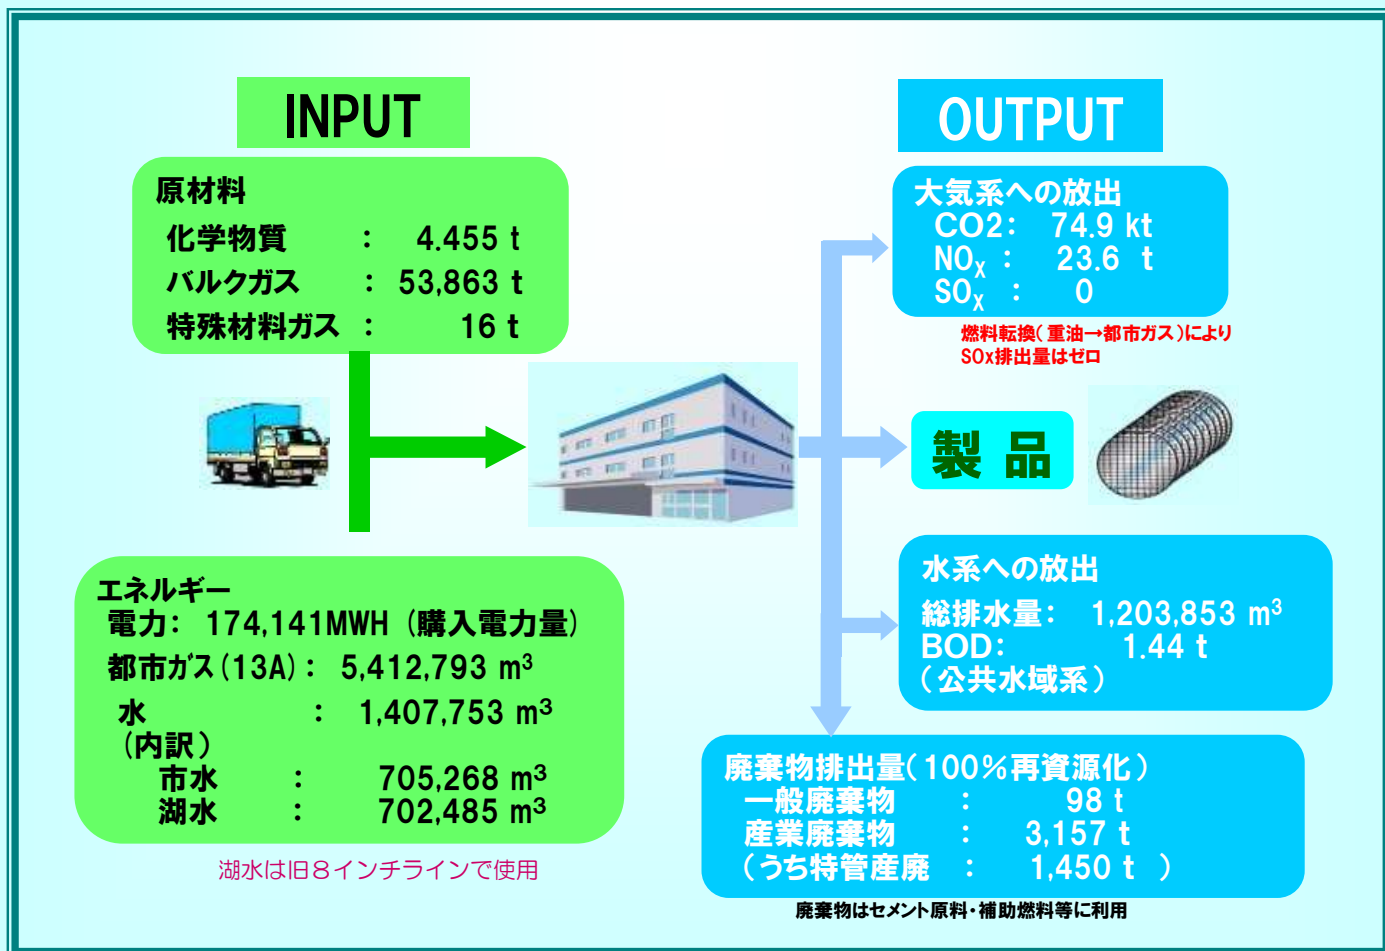 INPUT
原材料
化学物質 : 4.455 t
バルクガス : 53,863 t
特殊材料ガス : 16 t
エネルギー
電力: 174,141MWH (購入電力量)
都市ガス(13A): 5,412,793 m³
水 : 1,407,753 m³
(内訳)
市水 : 705,268 m³
湖水 : 702,485 m³
湖水は旧8インチラインで使用
OUTPUT
大気系への放出
CO2: 74.9 kt
NOX : 23.6 t
SOX : 0
燃料転換(重油→都市ガス)により
SOx排出量はゼロ
製 品
水系への放出
総排水量: 1,203,853 m³
BOD: 1.44 t
(公共水域系)
廃棄物排出量(100%再資源化)
一般廃棄物 : 98 t
産業廃棄物 : 3,157 t
(うち特管産廃 : 1,450 t )
廃棄物はセメント原料・補助燃料等に利用